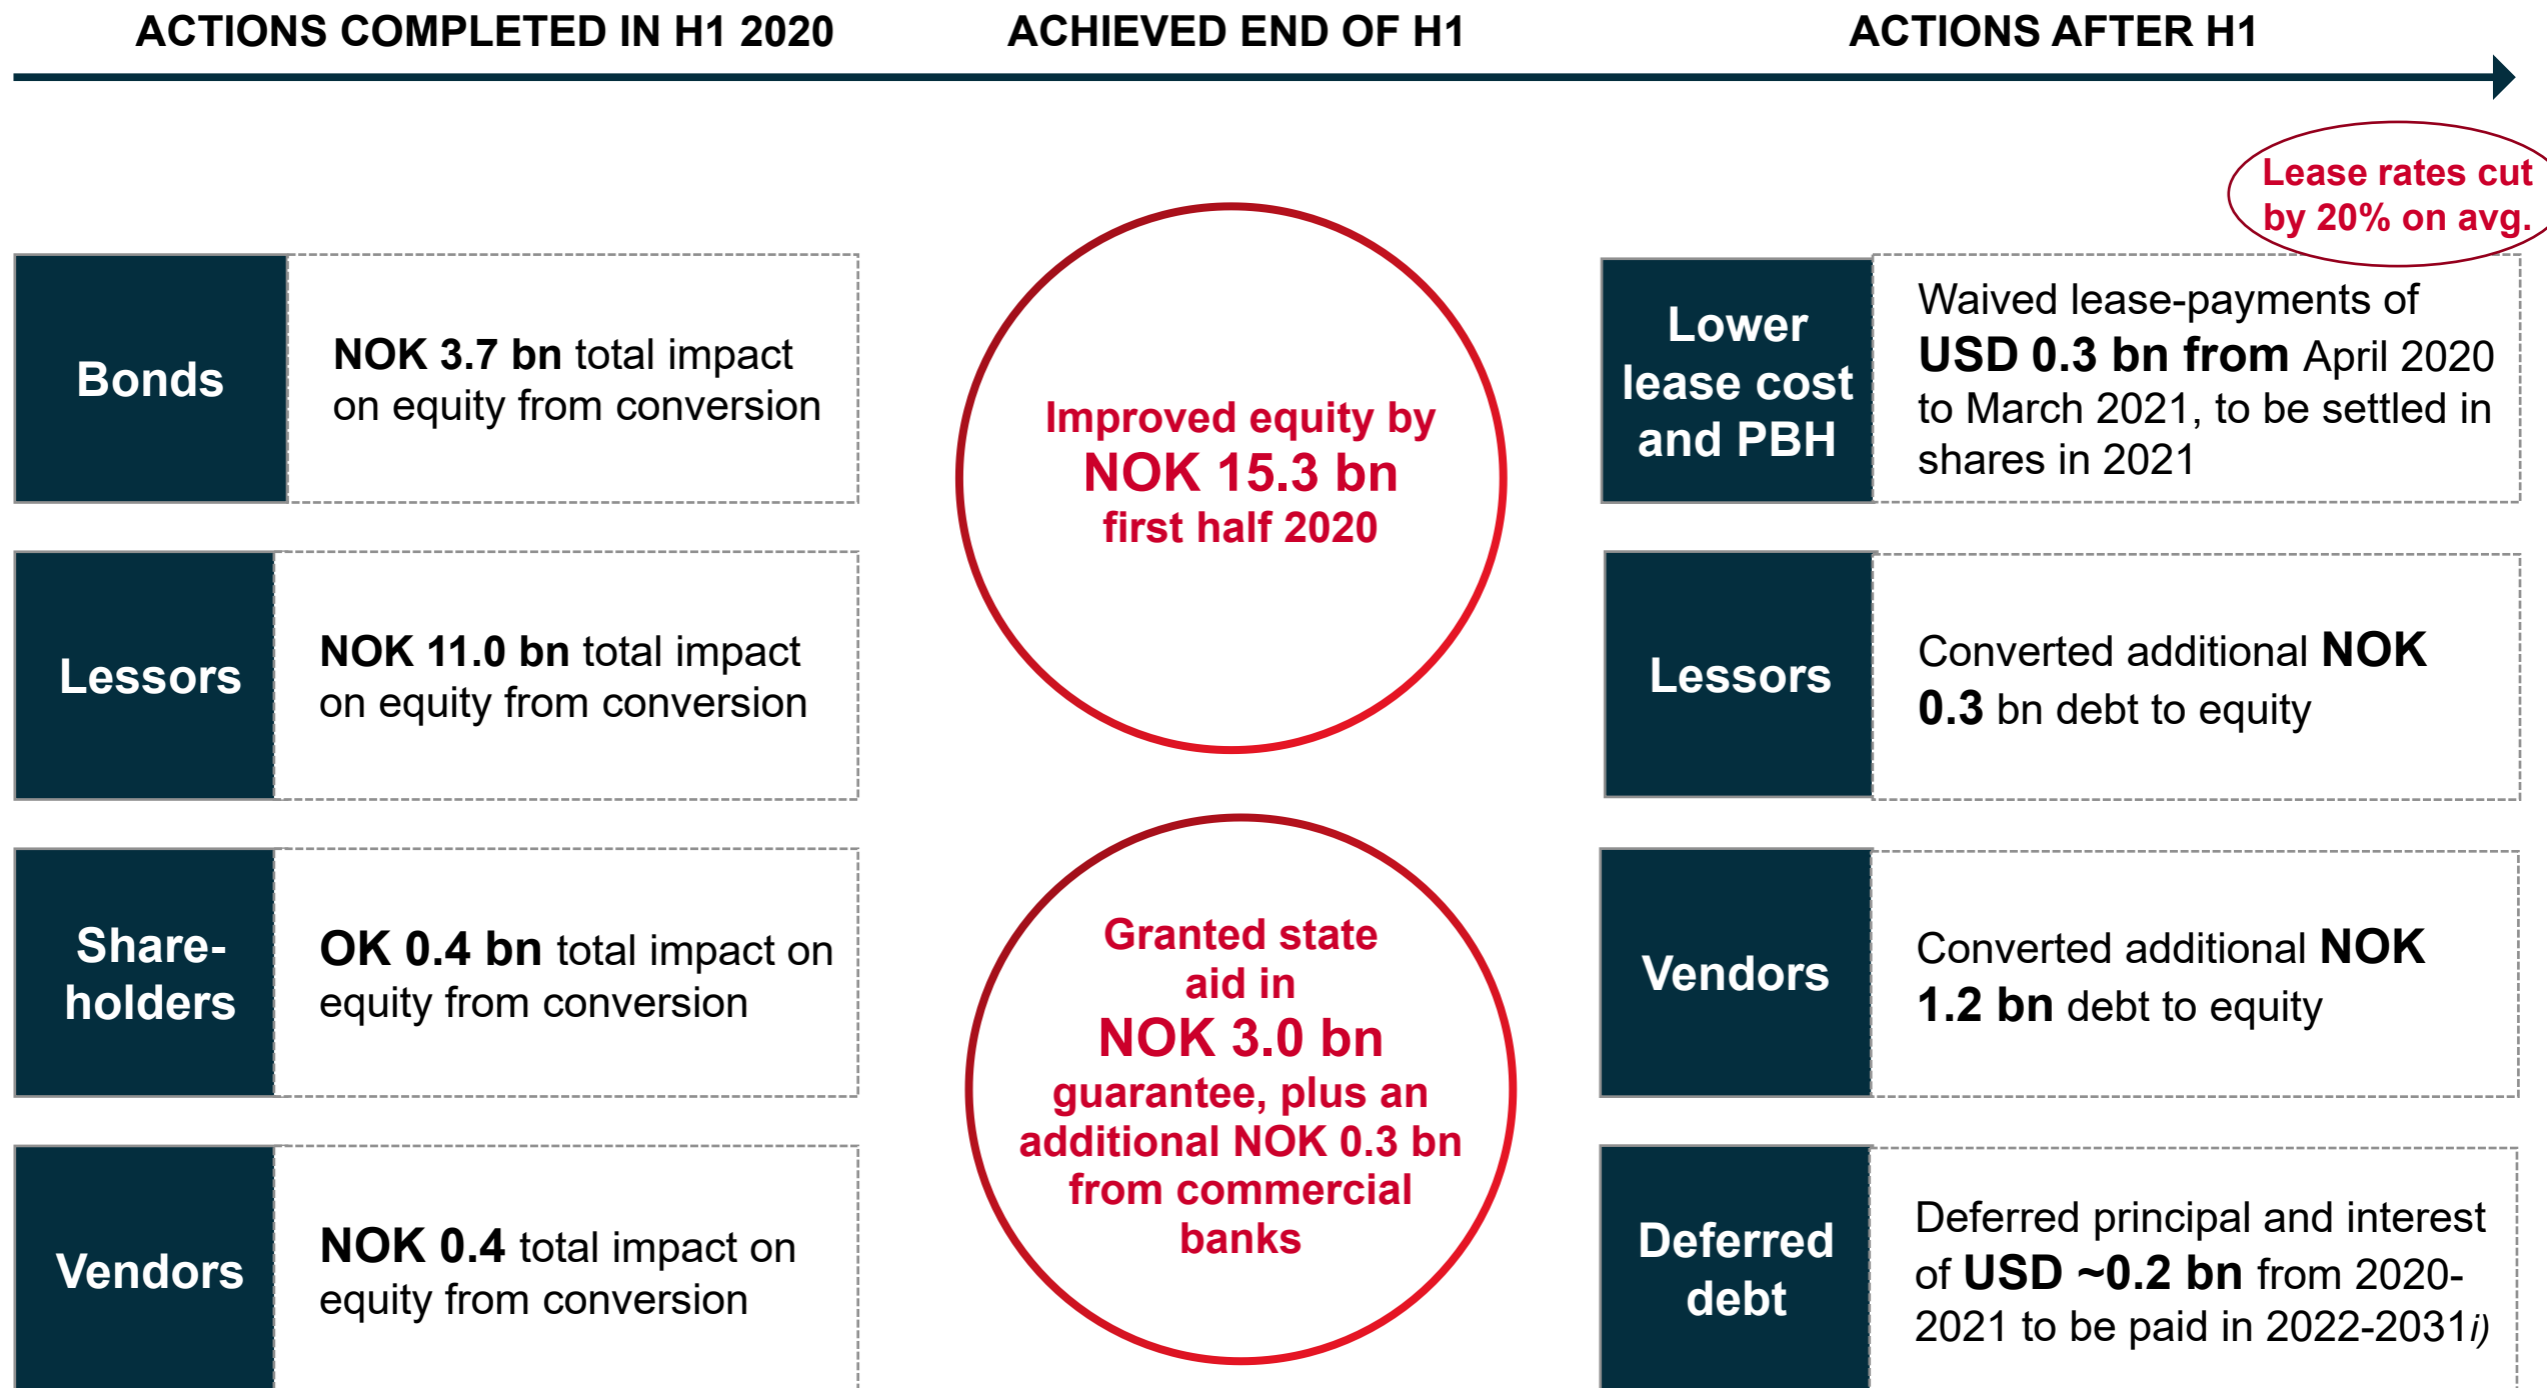 ACTIONS COMPLETED IN H1 2020
ACHIEVED END OF H1
ACTIONS AFTER H1
Bonds
NOK 3.7 bn total impact
on equity from conversion
Lessors
NOK 11.0 bn total impact
on equity from conversion
Share-
holders
OK 0.4 bn total impact on
equity from conversion
Vendors
NOK 0.4 total impact on
equity from conversion
Improved equity by
NOK 15.3 bn
first half 2020
Granted state
aid in
NOK 3.0 bn
guarantee, plus an
additional NOK 0.3 bn
from commercial
banks
Lease rates cut
by 20% on avg.
Lower
lease cost
and PBH
Waived lease-payments of
USD 0.3 bn from April 2020
to March 2021, to be settled in
shares in 2021
Lessors
Converted additional NOK
0.3 bn debt to equity
Vendors
Converted additional NOK
1.2 bn debt to equity
Deferred
debt
Deferred principal and interest
of USD ~0.2 bn from 2020-
2021 to be paid in 2022-2031i)